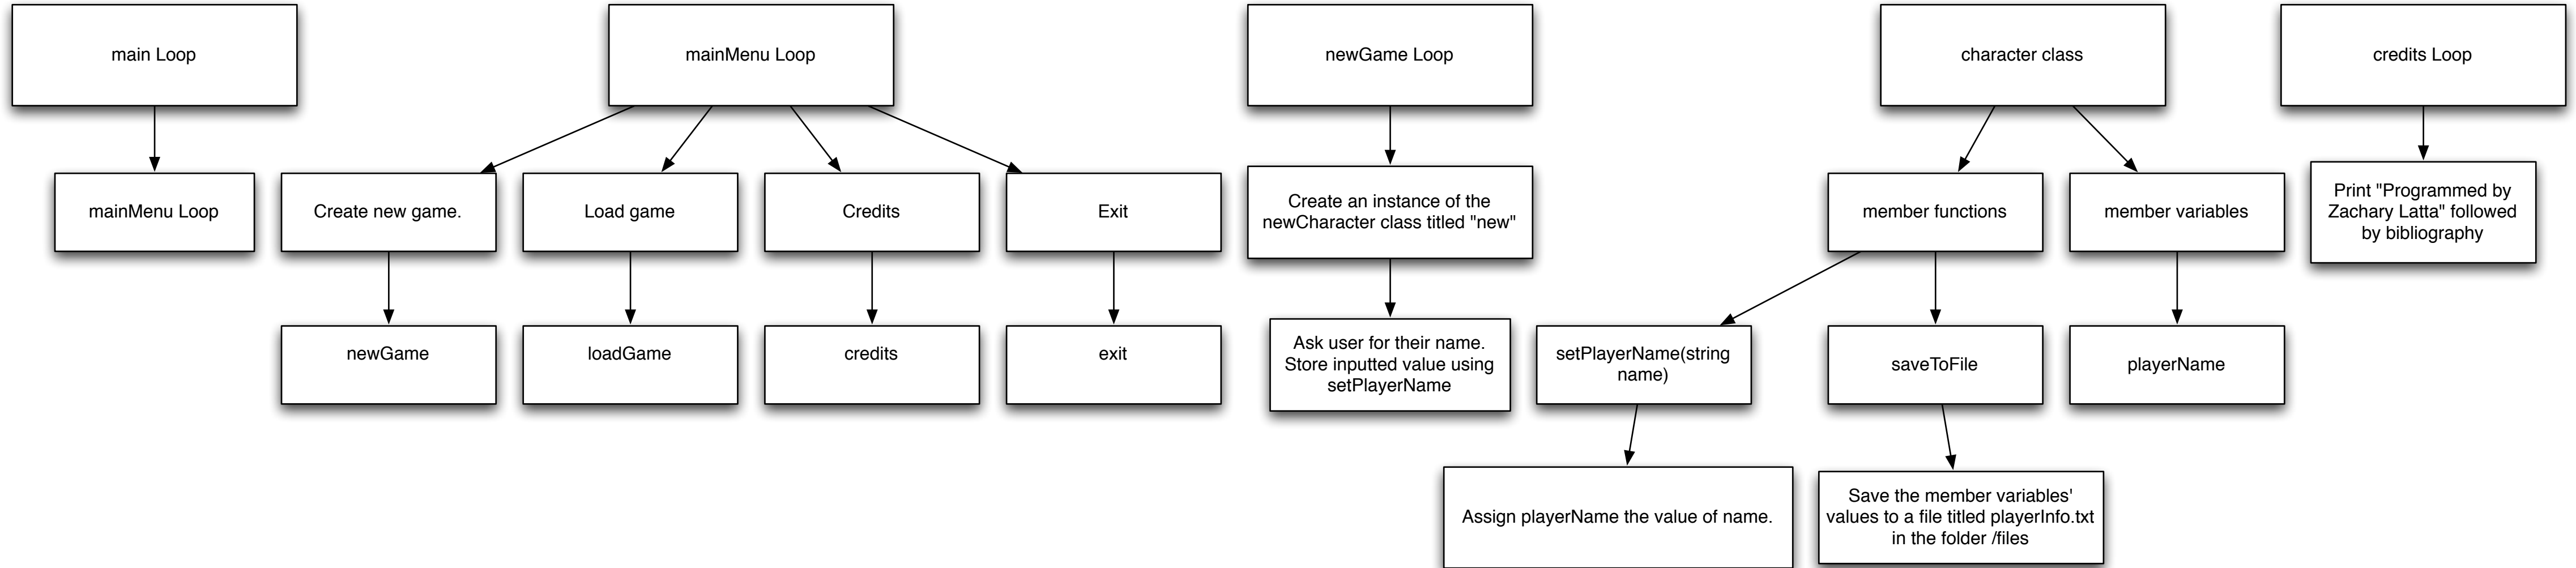 main Loop
mainMenu Loop
newGame Loop
character class
credits Loop
mainMenu Loop
Create new game.
Load game
Credits
Exit
Create an instance of the
newCharacter class titled "new"
member functions
member variables
Print "Programmed by
Zachary Latta" followed
by bibliography
newGame
loadGame
credits
exit
Ask user for their name.
Store inputted value using
setPlayerName
setPlayerName(string
name)
saveToFile
playerName
Assign playerName the value of name.
Save the member variables'
values to a file titled playerInfo.txt
in the folder /files